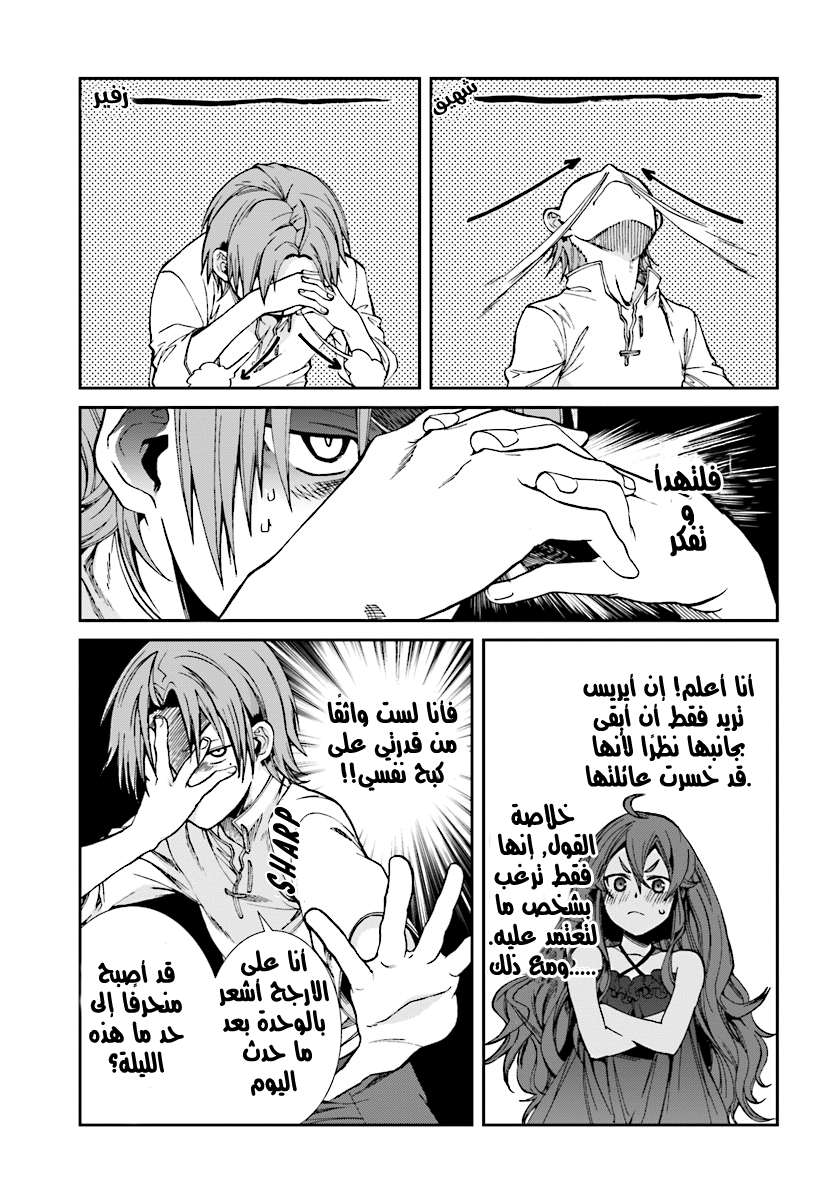 شهيق
زفير
فلتهدأ
و
تفكر
أنا أعلم! إن أيريس
تريد فقط أن أبقى
بجانبها نظرًا لأنها
قد خسرت عائلتها.
خلاصة
القول, إنها
فقط ترغب
بشخص ما
لتعتمد عليه.
.....ومع ذلك
فأنا لست واثقًا
من قدرتي على
كبح نفسي!!
SHARP
أنا على
الارجح أشعر
بالوحدة بعد
ما حدث
اليوم
قد أصبح
منحرفًا إلى
حد ما هذه
الليلة؟